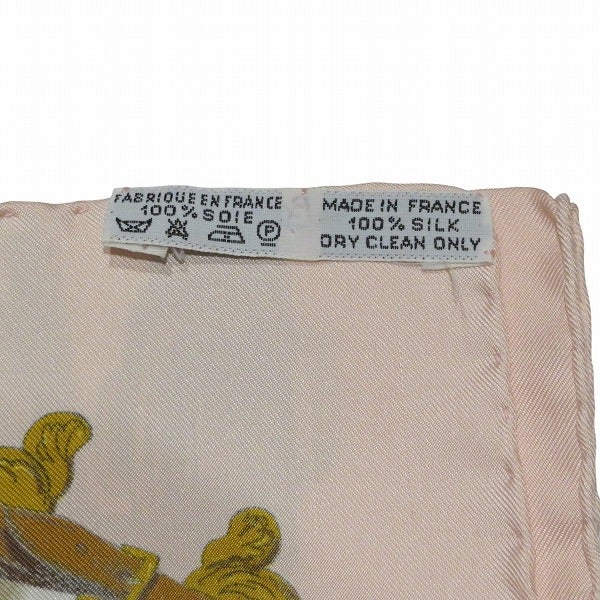 FABRIQUE EN FRANCE
100% SOIE
P
MADE IN FRANCE
100% SILK
DRY CLEAN ONLY